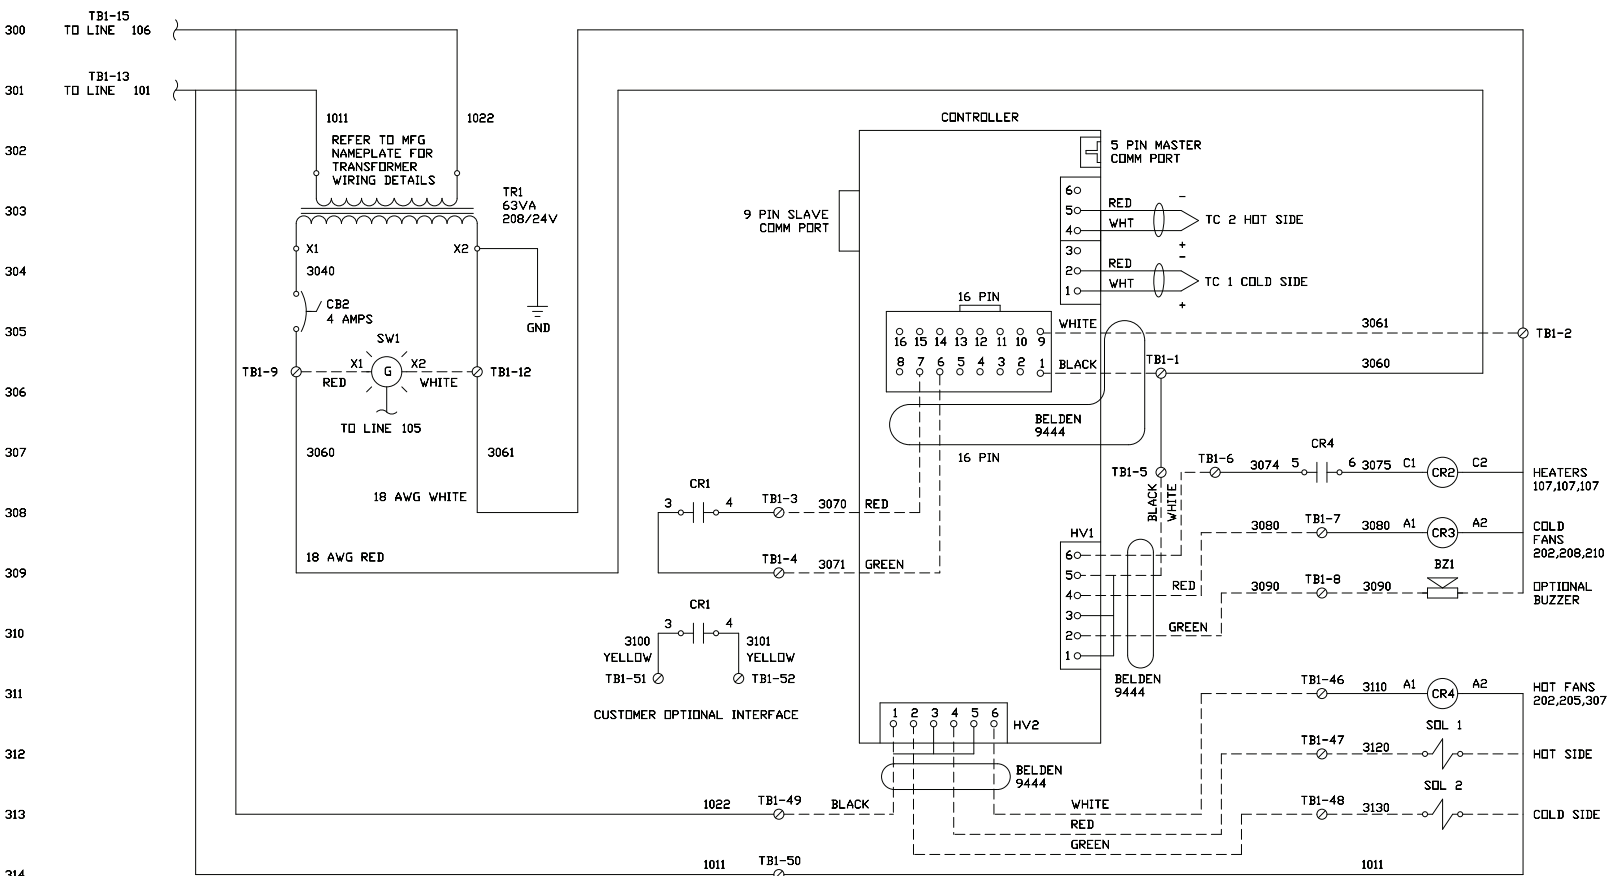 300 TB1-15
TO LINE 106
301 TB1-13
TO LINE 101
302
303
304
305
306
307
308
309
310
311
312
313
314
1011
1022
REFER TO MFG
NAMEPLATE FOR
TRANSFORMER
WIRING DETAILS
TR1
63VA
208/24V
X1
X2
3040
CB2
4 AMPS
GND
SW1
TB1-9
X1
G
X2
TB1-12
RED
WHITE
TO LINE 105
3060
3061
18 AWG WHITE
18 AWG RED
CONTROLLER
5 PIN MASTER
COMM PORT
9 PIN SLAVE
COMM PORT
6
5 RED -
4 WHT +
TC 2 HOT SIDE
3
2 RED -
1 WHT +
TC 1 COLD SIDE
16 PIN
16 15 14 13 12 11 10 9
8 7 6 5 4 3 2 1
WHITE
3061
TB1-2
BLACK
TB1-1
3060
BELDEN
9444
16 PIN
CR1
3 4
TB1-3
3070
RED
TB1-4
3071
GREEN
CR1
3 4
3100
YELLOW
3101
YELLOW
TB1-51
TB1-52
CUSTOMER OPTIONAL INTERFACE
TB1-5
BLACK
WHITE
TB1-6
3074
5
CR4
6
3075
C1
CR2
C2
HEATERS
107,107,107
HV1
6
5
4
3
2
1
RED
3080
TB1-7
3080
A1
CR3
A2
COLD
FANS
202,208,210
GREEN
3090
TB1-8
3090
BZ1
OPTIONAL
BUZZER
BELDEN
9444
TB1-46
3110
A1
CR4
A2
HOT FANS
202,205,307
1 2 3 4 5 6
HV2
BELDEN
9444
TB1-47
3120
SOL 1
HOT SIDE
1022
TB1-49
BLACK
WHITE
RED
GREEN
TB1-48
3130
SOL 2
COLD SIDE
1011
TB1-50
1011